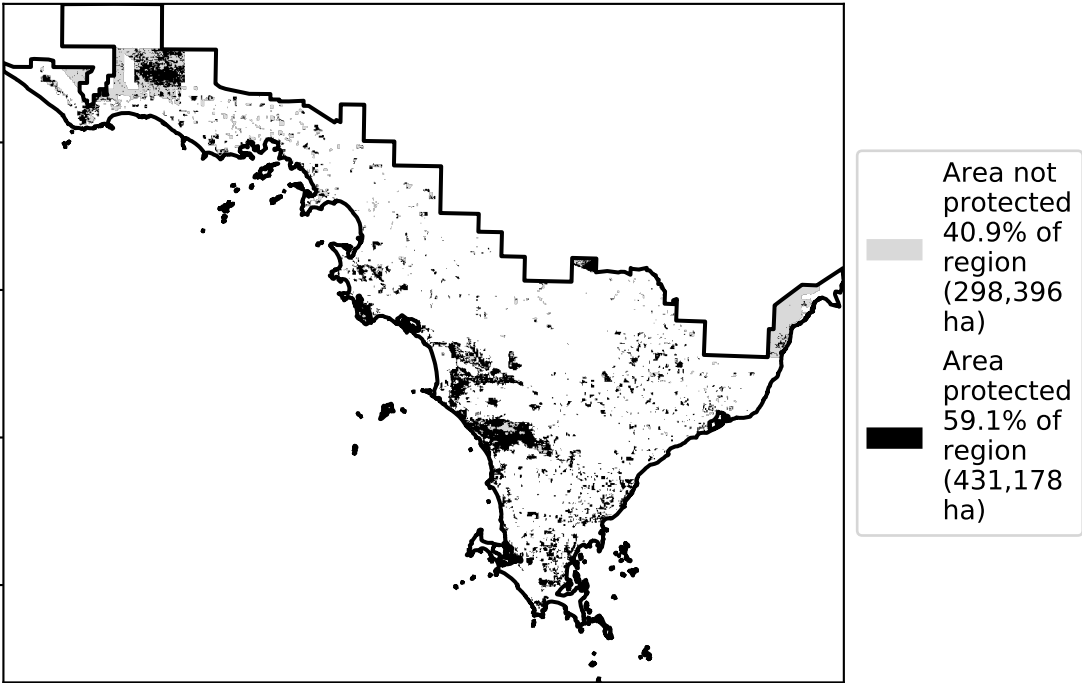 Area not
protected
40.9% of
region
(298,396
ha)
Area
protected
59.1% of
region
(431,178
ha)